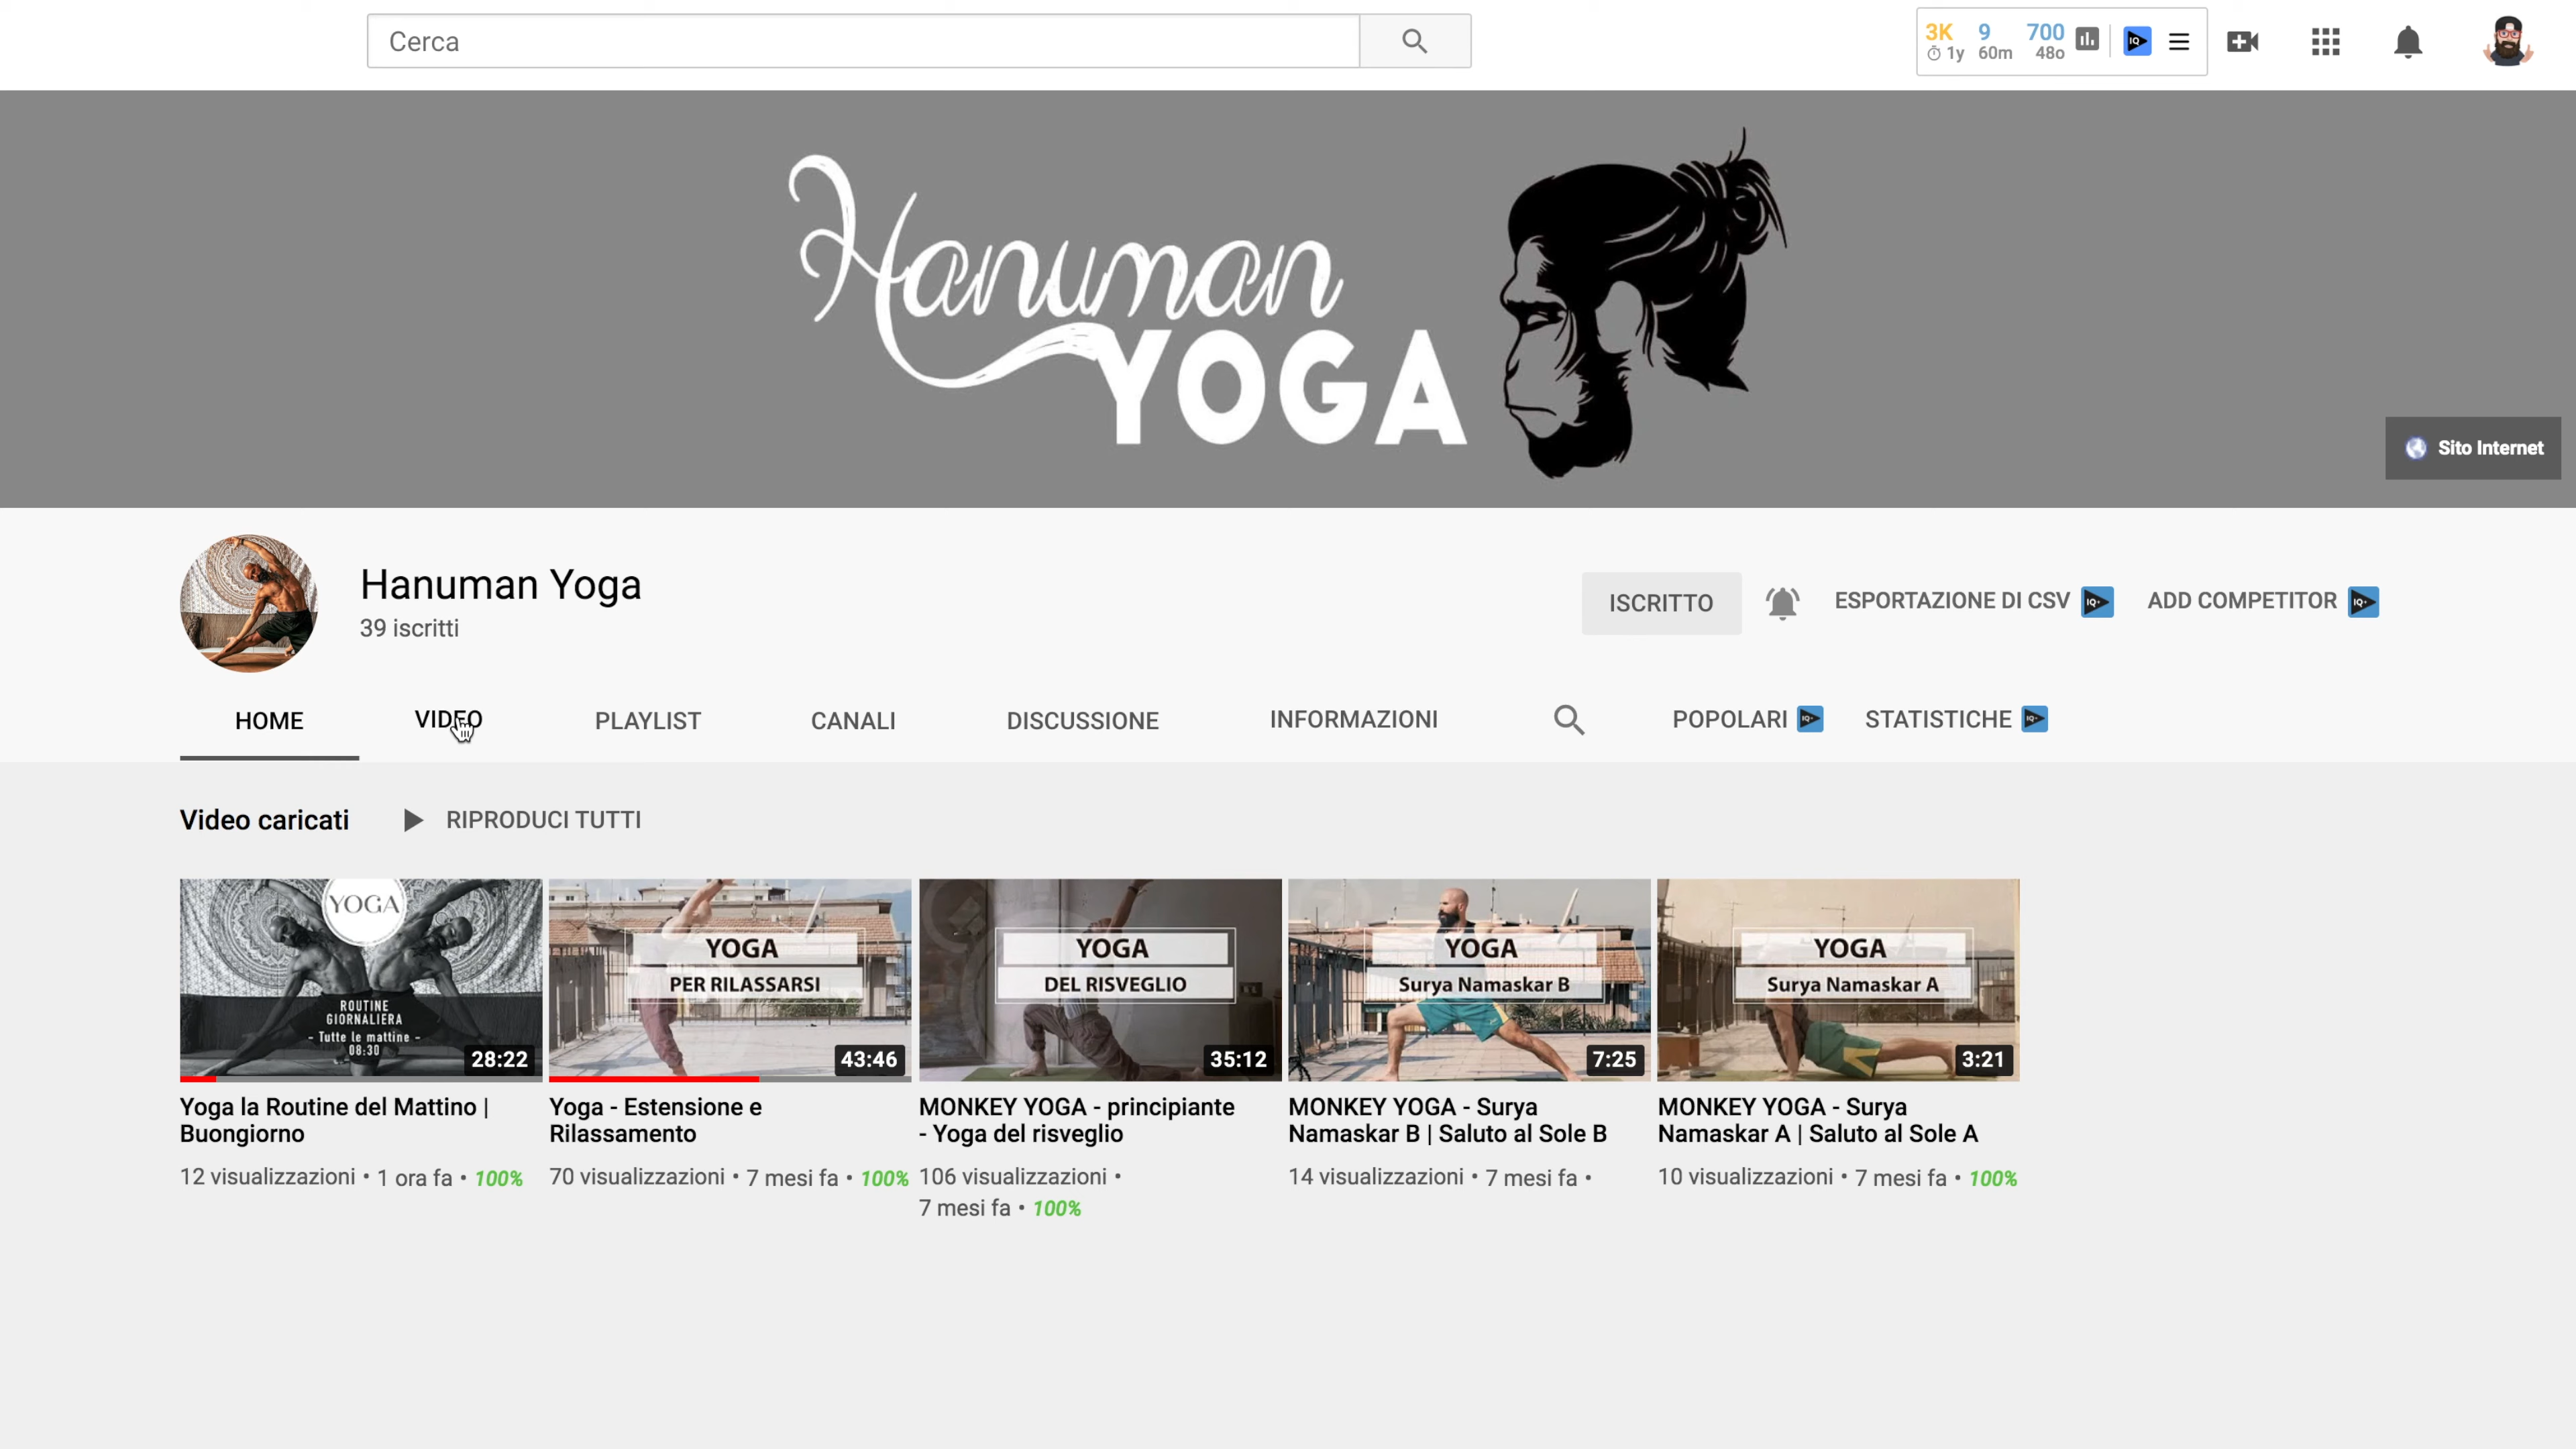 Cerca
3K 9 700
1y 60m 48o
Hanuman
YOGA
Sito Internet
Hanuman Yoga
39 iscritti
ISCRITTO
ESPORTAZIONE DI CSV IQ+
ADD COMPETITOR IQ+
HOME VIDEO PLAYLIST CANALI DISCUSSIONE INFORMAZIONI POPOLARI IQ+ STATISTICHE IQ+
Video caricati RIPRODUCI TUTTI
YOGA
ROUTINE
GIORNALIERA
- Tutte le mattine -
08:30
28:22
Yoga la Routine del Mattino |
Buongiorno
12 visualizzazioni • 1 ora fa • 100%
YOGA
PER RILASSARSI
43:46
Yoga - Estensione e
Rilassamento
70 visualizzazioni • 7 mesi fa • 100%
YOGA
DEL RISVEGLIO
35:12
MONKEY YOGA - principiante
- Yoga del risveglio
106 visualizzazioni •
7 mesi fa • 100%
YOGA
Surya Namaskar B
7:25
MONKEY YOGA - Surya
Namaskar B | Saluto al Sole B
14 visualizzazioni • 7 mesi fa •
YOGA
Surya Namaskar A
3:21
MONKEY YOGA - Surya
Namaskar A | Saluto al Sole A
10 visualizzazioni • 7 mesi fa • 100%